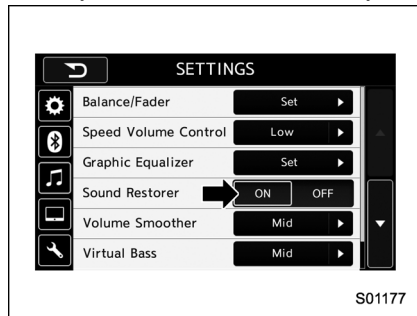 SETTINGS
Balance/Fader Set
Speed Volume Control Low
Graphic Equalizer Set
Sound Restorer ON OFF
Volume Smoother Mid
Virtual Bass Mid
S01177